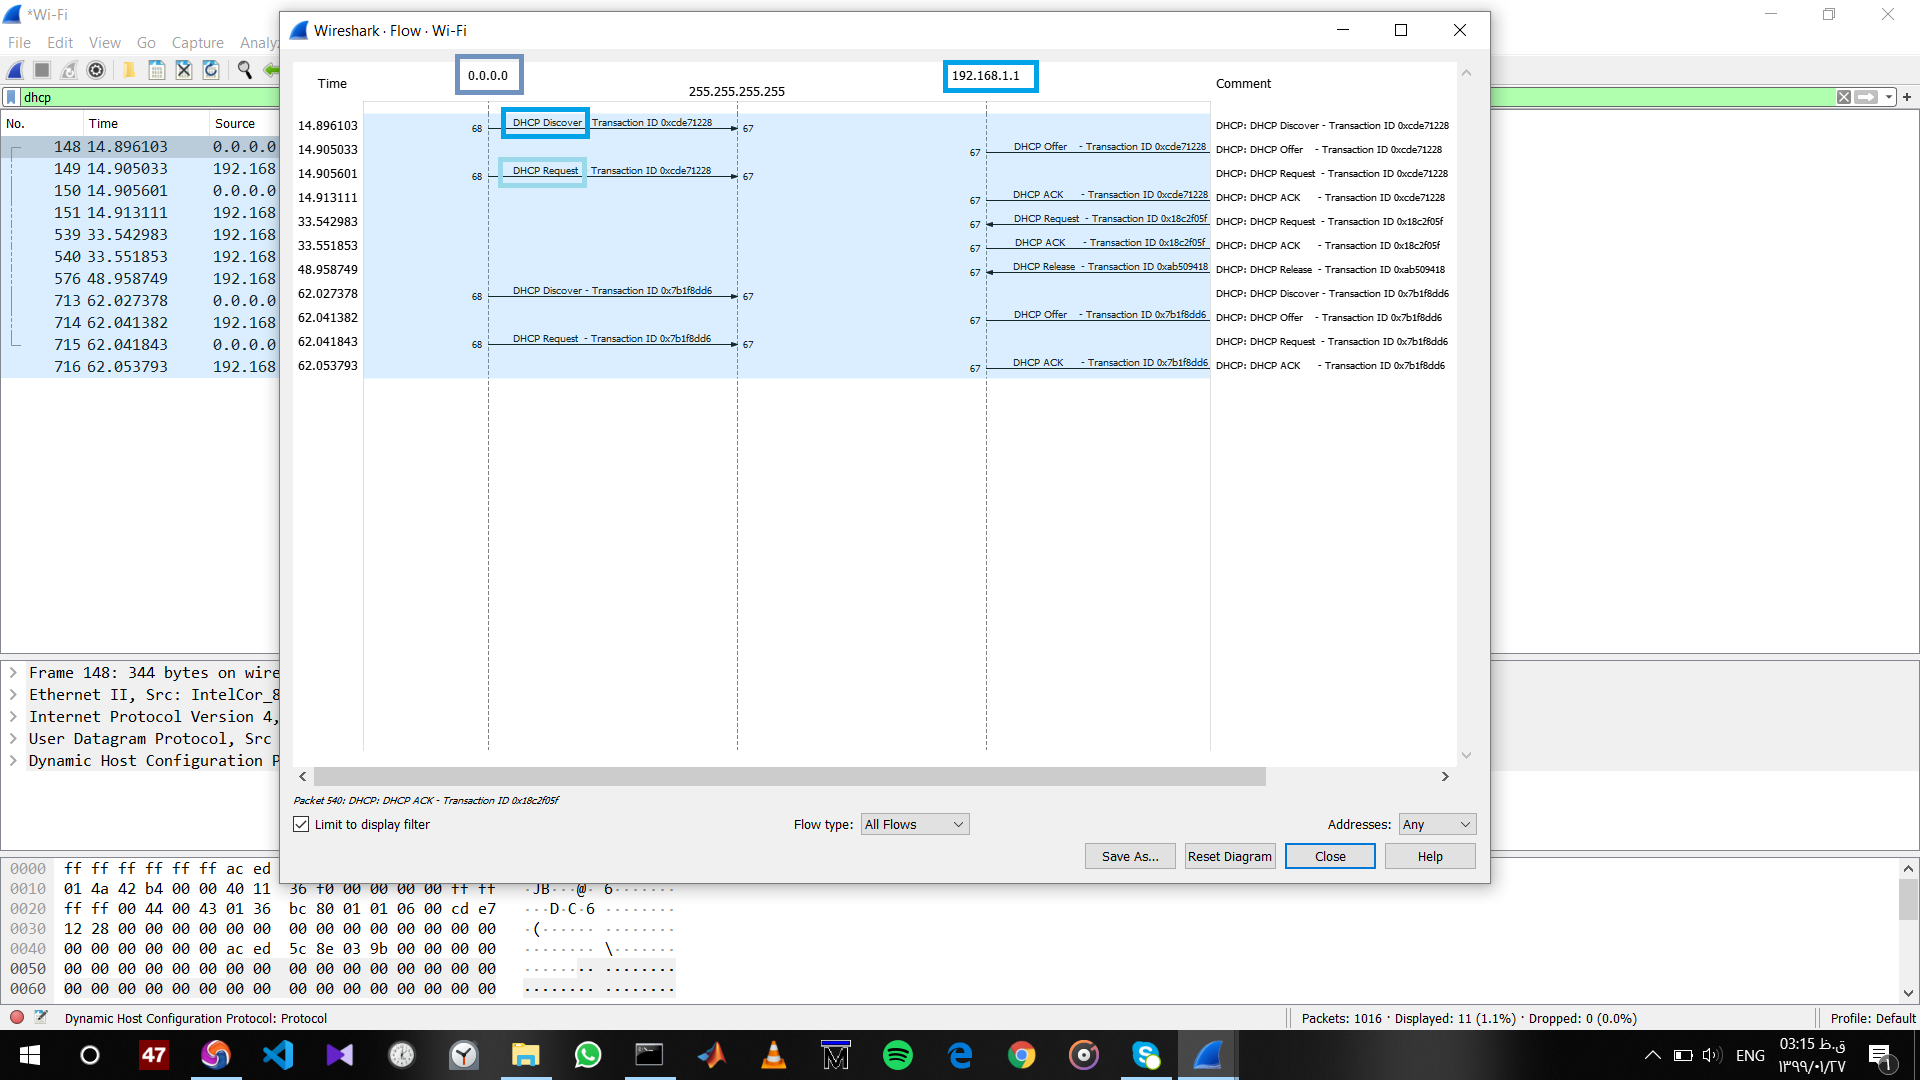 *Wi-Fi
File Edit View Go Capture Analy
dhcp
No. Time Source
148 14.896103 0.0.0.0
149 14.905033 192.168
150 14.905601 0.0.0.0
151 14.913111 192.168
539 33.542983 192.168
540 33.551853 192.168
576 48.958749 192.168
713 62.027378 0.0.0.0
714 62.041382 192.168
715 62.041843 0.0.0.0
716 62.053793 192.168
Wireshark · Flow · Wi-Fi
Time 0.0.0.0 255.255.255.255 192.168.1.1 Comment
14.896103 68 DHCP Discover Transaction ID 0xcde71228 67 DHCP: DHCP Discover - Transaction ID 0xcde71228
14.905033 67 DHCP Offer - Transaction ID 0xcde71228 DHCP: DHCP Offer - Transaction ID 0xcde71228
14.905601 68 DHCP Request Transaction ID 0xcde71228 67 DHCP: DHCP Request - Transaction ID 0xcde71228
14.913111 67 DHCP ACK - Transaction ID 0xcde71228 DHCP: DHCP ACK - Transaction ID 0xcde71228
33.542983 67 DHCP Request - Transaction ID 0x18c2f05f DHCP: DHCP Request - Transaction ID 0x18c2f05f
33.551853 67 DHCP ACK - Transaction ID 0x18c2f05f DHCP: DHCP ACK - Transaction ID 0x18c2f05f
48.958749 67 DHCP Release - Transaction ID 0xab509418 DHCP: DHCP Release - Transaction ID 0xab509418
62.027378 68 DHCP Discover - Transaction ID 0x7b1f8dd6 67 DHCP: DHCP Discover - Transaction ID 0x7b1f8dd6
62.041382 67 DHCP Offer - Transaction ID 0x7b1f8dd6 DHCP: DHCP Offer - Transaction ID 0x7b1f8dd6
62.041843 68 DHCP Request - Transaction ID 0x7b1f8dd6 67 DHCP: DHCP Request - Transaction ID 0x7b1f8dd6
62.053793 67 DHCP ACK - Transaction ID 0x7b1f8dd6 DHCP: DHCP ACK - Transaction ID 0x7b1f8dd6
Packet 540: DHCP: DHCP ACK - Transaction ID 0x18c2f05f
Limit to display filter Flow type: All Flows Addresses: Any
Save As... Reset Diagram Close Help
Frame 148: 344 bytes on wire
Ethernet II, Src: IntelCor_8
Internet Protocol Version 4,
User Datagram Protocol, Src
Dynamic Host Configuration P
0000 ff ff ff ff ff ff ac ed
0010 01 4a 42 b4 00 00 40 11 36 f0 00 00 00 00 ff ff ·JB···@· 6·······
0020 ff ff 00 44 00 43 01 36 bc 80 01 01 06 00 cd e7 ···D·C·6 ········
0030 12 28 00 00 00 00 00 00 00 00 00 00 00 00 00 00 ·(······ ········
0040 00 00 00 00 00 00 ac ed 5c 8e 03 9b 00 00 00 00 ········ \·······
0050 00 00 00 00 00 00 00 00 00 00 00 00 00 00 00 00 ········ ········
0060 00 00 00 00 00 00 00 00 00 00 00 00 00 00 00 00 ········ ········
Dynamic Host Configuration Protocol: Protocol Packets: 1016 · Displayed: 11 (1.1%) · Dropped: 0 (0.0%) Profile: Default
47 ENG 03:15 ق.ظ
۱۳۹۹/۰۱/۲۷
۱